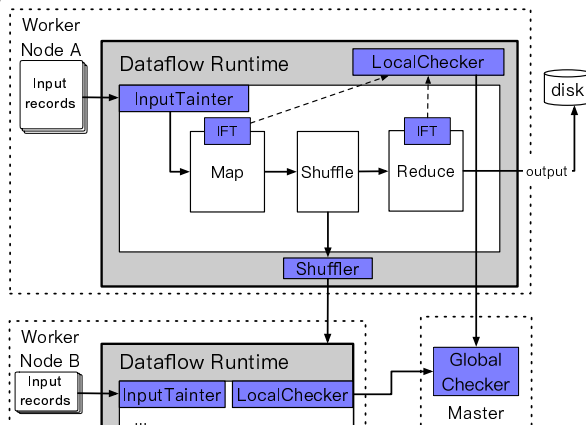 Worker
Node A
Input
records
Dataflow Runtime
LocalChecker
InputTainter
IFT
IFT
Map
Shuffle
Reduce
output
disk
Shuffler
Worker
Node B
Input
records
Dataflow Runtime
InputTainter
LocalChecker
Global
Checker
Master
...